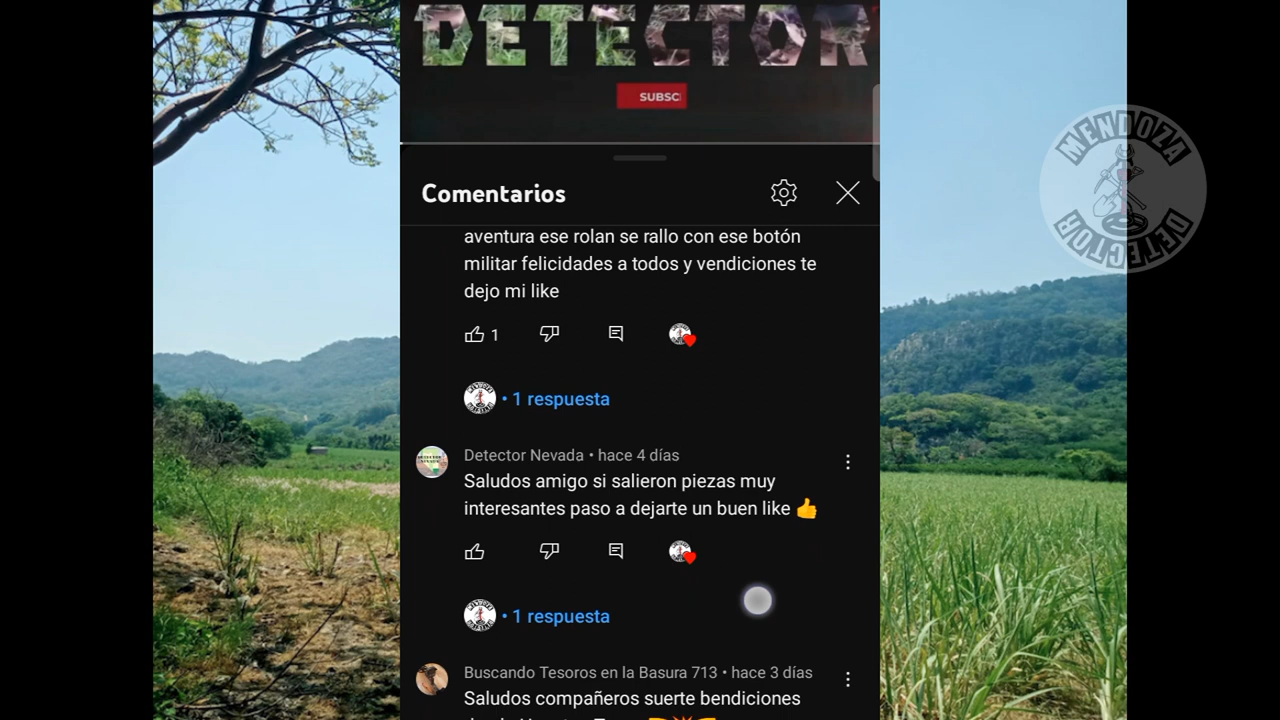 DETECTOR
SUBSC
MENDOZA
DETECTOR
Comentarios
aventura ese rolan se rallo con ese botón
militar felicidades a todos y vendiciones te
dejo mi like
1
• 1 respuesta
Detector Nevada • hace 4 días
Saludos amigo si salieron piezas muy
interesantes paso a dejarte un buen like 👍
• 1 respuesta
Buscando Tesoros en la Basura 713 • hace 3 días
Saludos compañeros suerte bendiciones